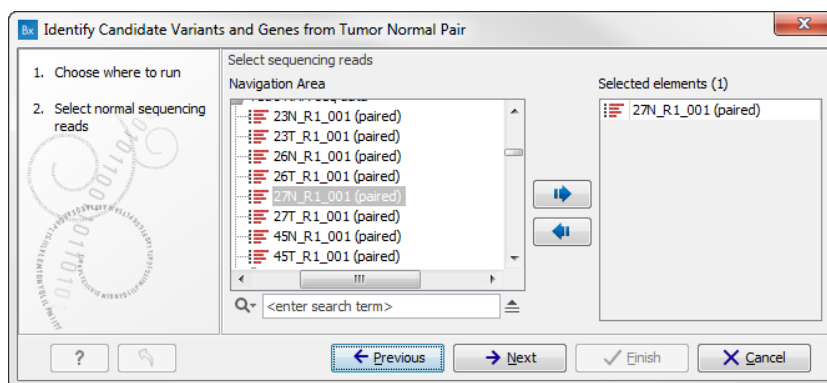 Bx Identify Candidate Variants and Genes from Tumor Normal Pair
1. Choose where to run
2. Select normal sequencing
reads
Select sequencing reads
Navigation Area
23N_R1_001 (paired)
23T_R1_001 (paired)
26N_R1_001 (paired)
26T_R1_001 (paired)
27N_R1_001 (paired)
27T_R1_001 (paired)
45N_R1_001 (paired)
45T_R1_001 (paired)
<enter search term>
Selected elements (1)
27N_R1_001 (paired)
? Previous Next Finish Cancel